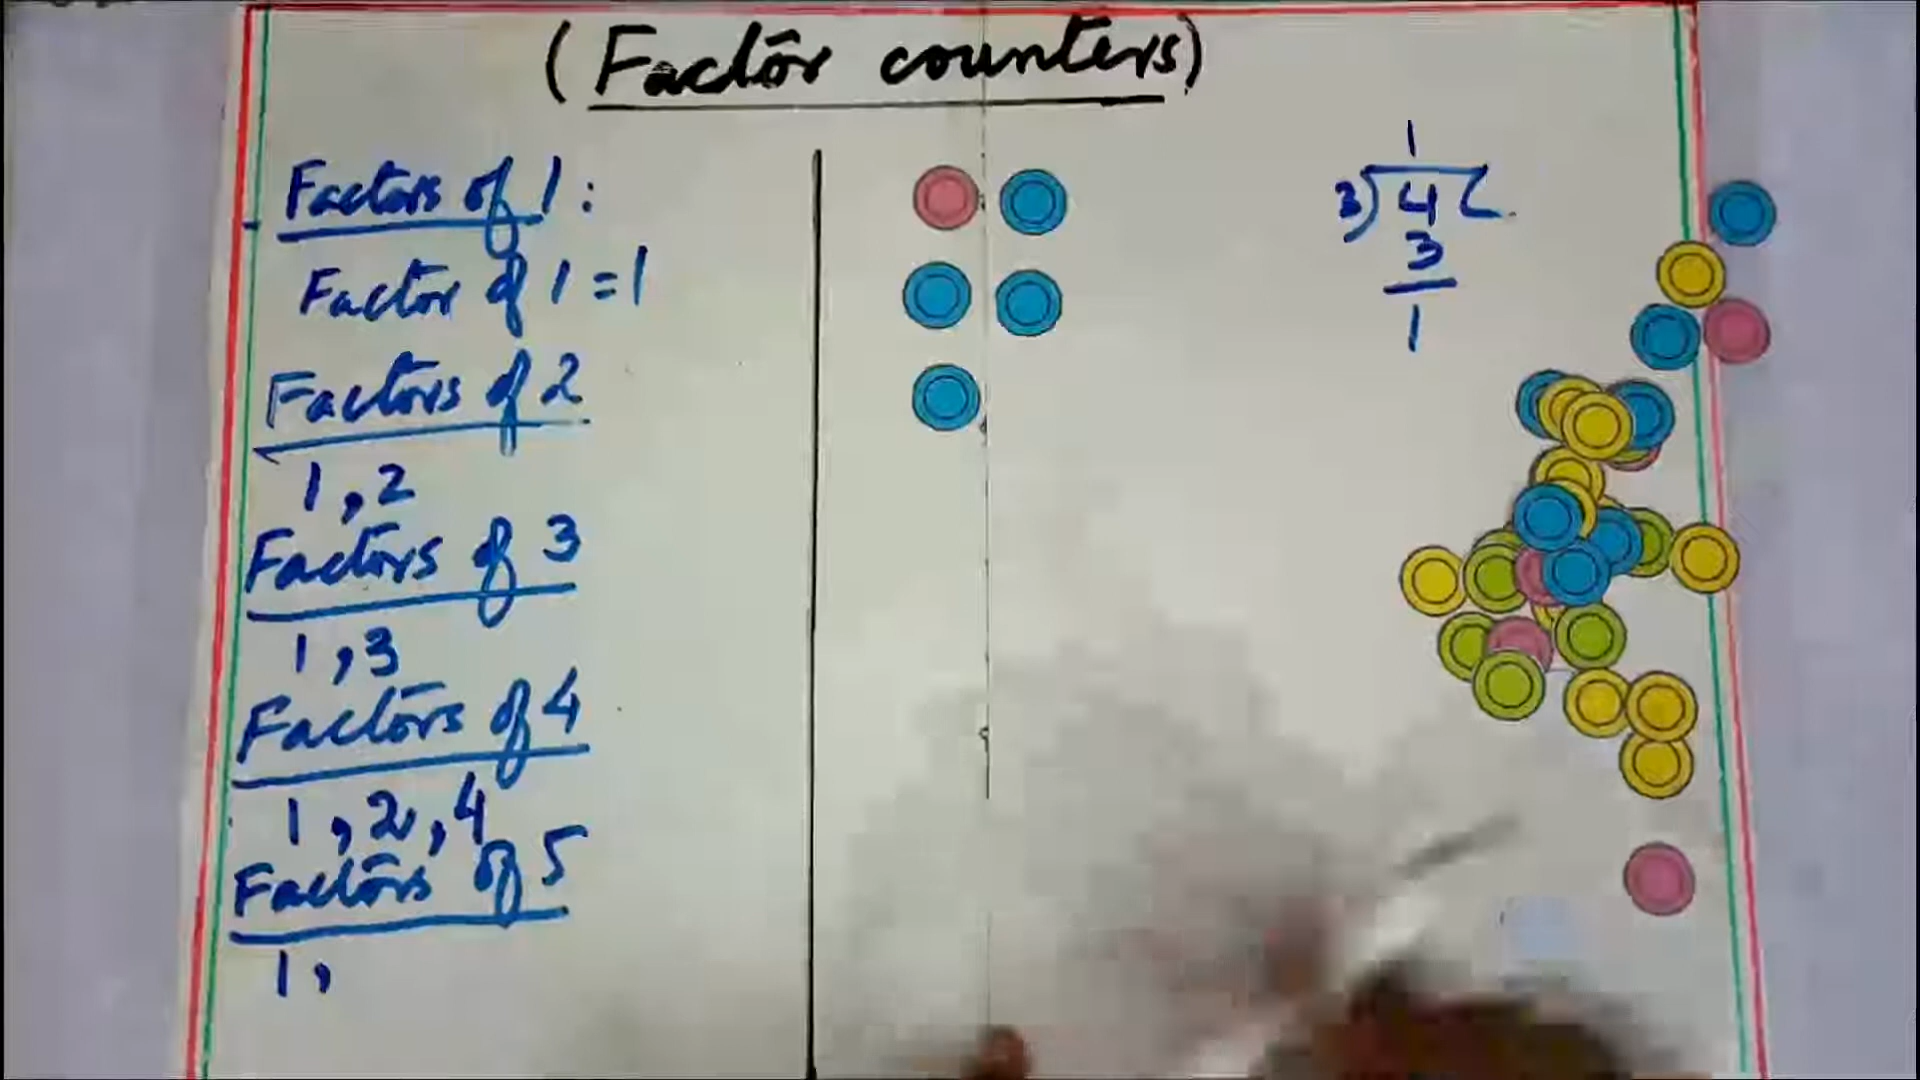 (Factor counters)
Factors of 1:
Factor of 1 = 1
Factors of 2
1, 2
Factors of 3
1, 3
Factors of 4
1, 2, 4
Factors of 5
1,
1
3) 4 (
3
1